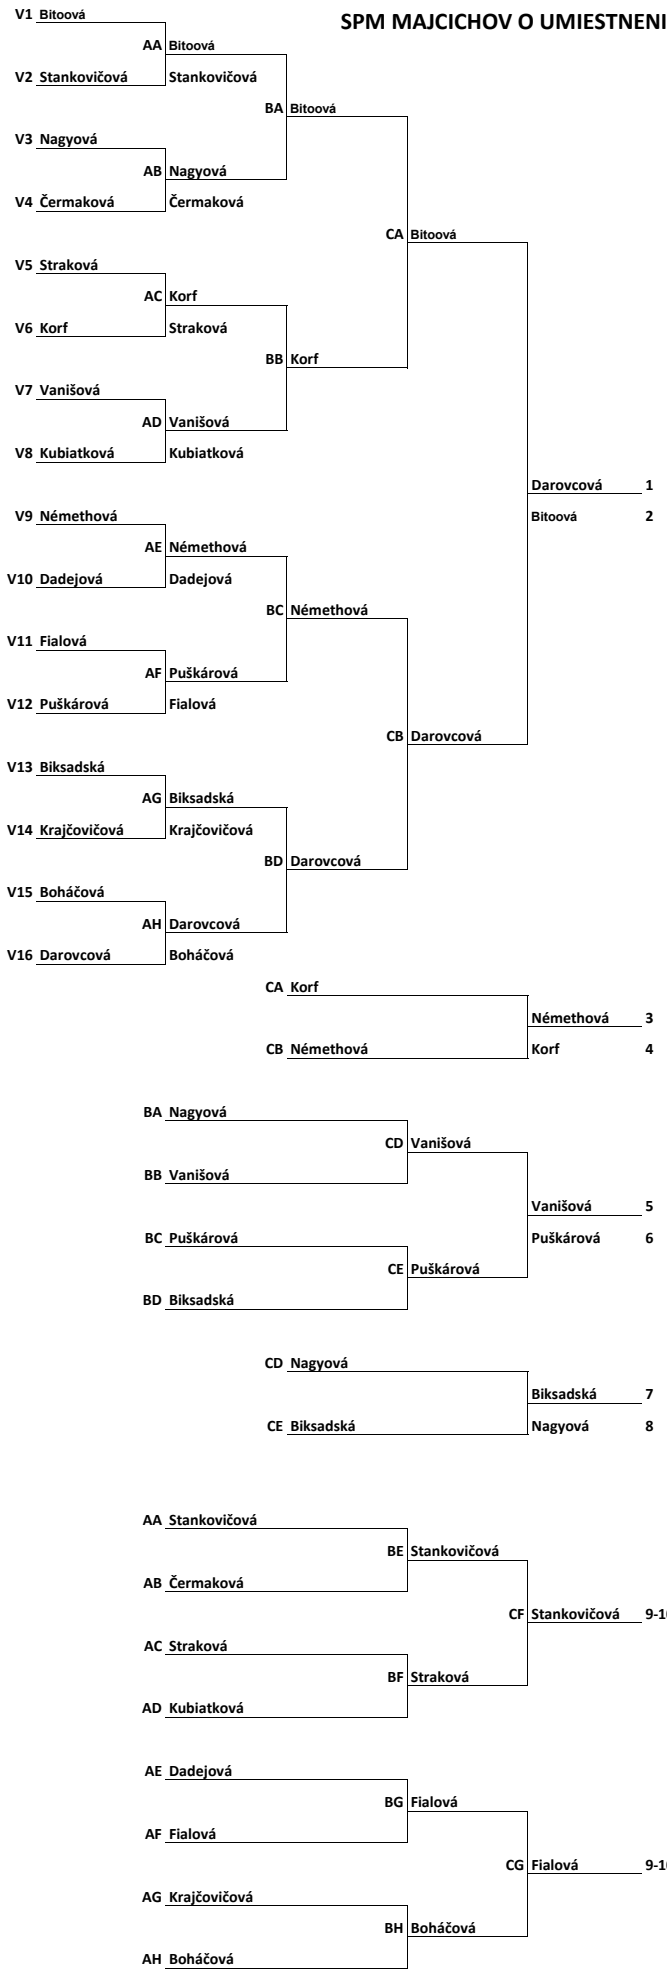 SPM MAJCICHOV O UMIESTNENI
V1 Bitoová
AA Bitoová
V2 Stankovičová Stankovičová
BA Bitoová
V3 Nagyová
AB Nagyová
V4 Čermaková Čermaková
CA Bitoová
V5 Straková
AC Korf
V6 Korf Straková
BB Korf
V7 Vanišová
AD Vanišová
V8 Kubiatková Kubiatková
Darovcová 1
V9 Némethová Bitoová 2
AE Némethová
V10 Dadejová Dadejová
BC Némethová
V11 Fialová
AF Puškárová
V12 Puškárová Fialová
CB Darovcová
V13 Biksadská
AG Biksadská
V14 Krajčovičová Krajčovičová
BD Darovcová
V15 Boháčová
AH Darovcová
V16 Darovcová Boháčová
CA Korf
Némethová 3
CB Némethová Korf 4
BA Nagyová
CD Vanišová
BB Vanišová
Vanišová 5
BC Puškárová Puškárová 6
CE Puškárová
BD Biksadská
CD Nagyová
Biksadská 7
CE Biksadská Nagyová 8
AA Stankovičová
BE Stankovičová
AB Čermaková
CF Stankovičová 9-1
AC Straková
BF Straková
AD Kubiatková
AE Dadejová
BG Fialová
AF Fialová
CG Fialová 9-1
AG Krajčovičová
BH Boháčová
AH Boháčová